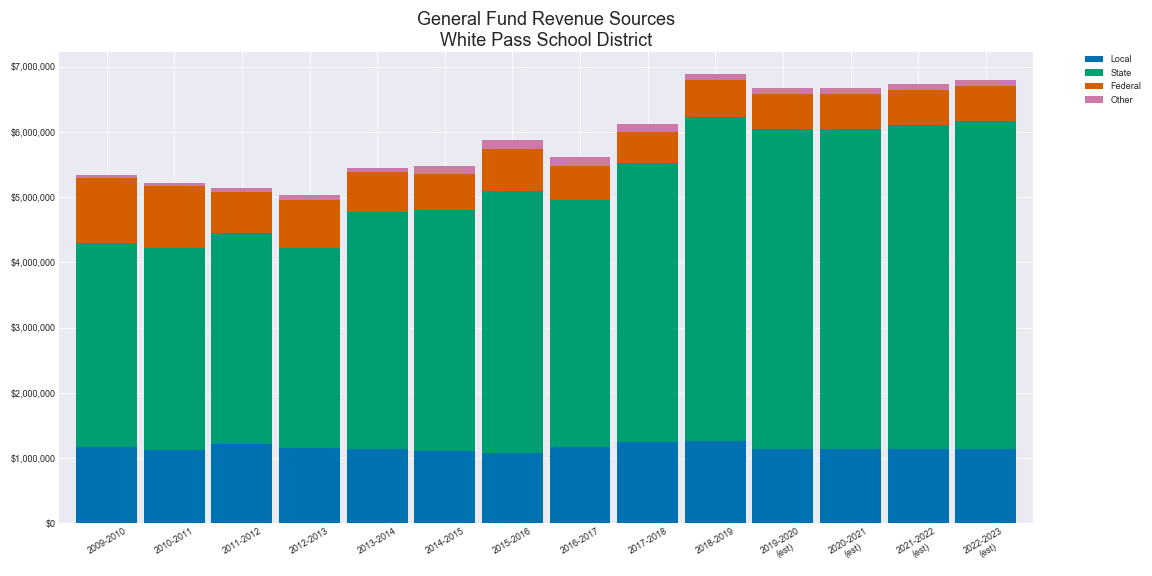 General Fund Revenue Sources
White Pass School District
$7,000,000
$6,000,000
$5,000,000
$4,000,000
$3,000,000
$2,000,000
$1,000,000
$0
Local
State
Federal
Other
2009-2010
2010-2011
2011-2012
2012-2013
2013-2014
2014-2015
2015-2016
2016-2017
2017-2018
2018-2019
2019-2020
(est)
2020-2021
(est)
2021-2022
(est)
2022-2023
(est)